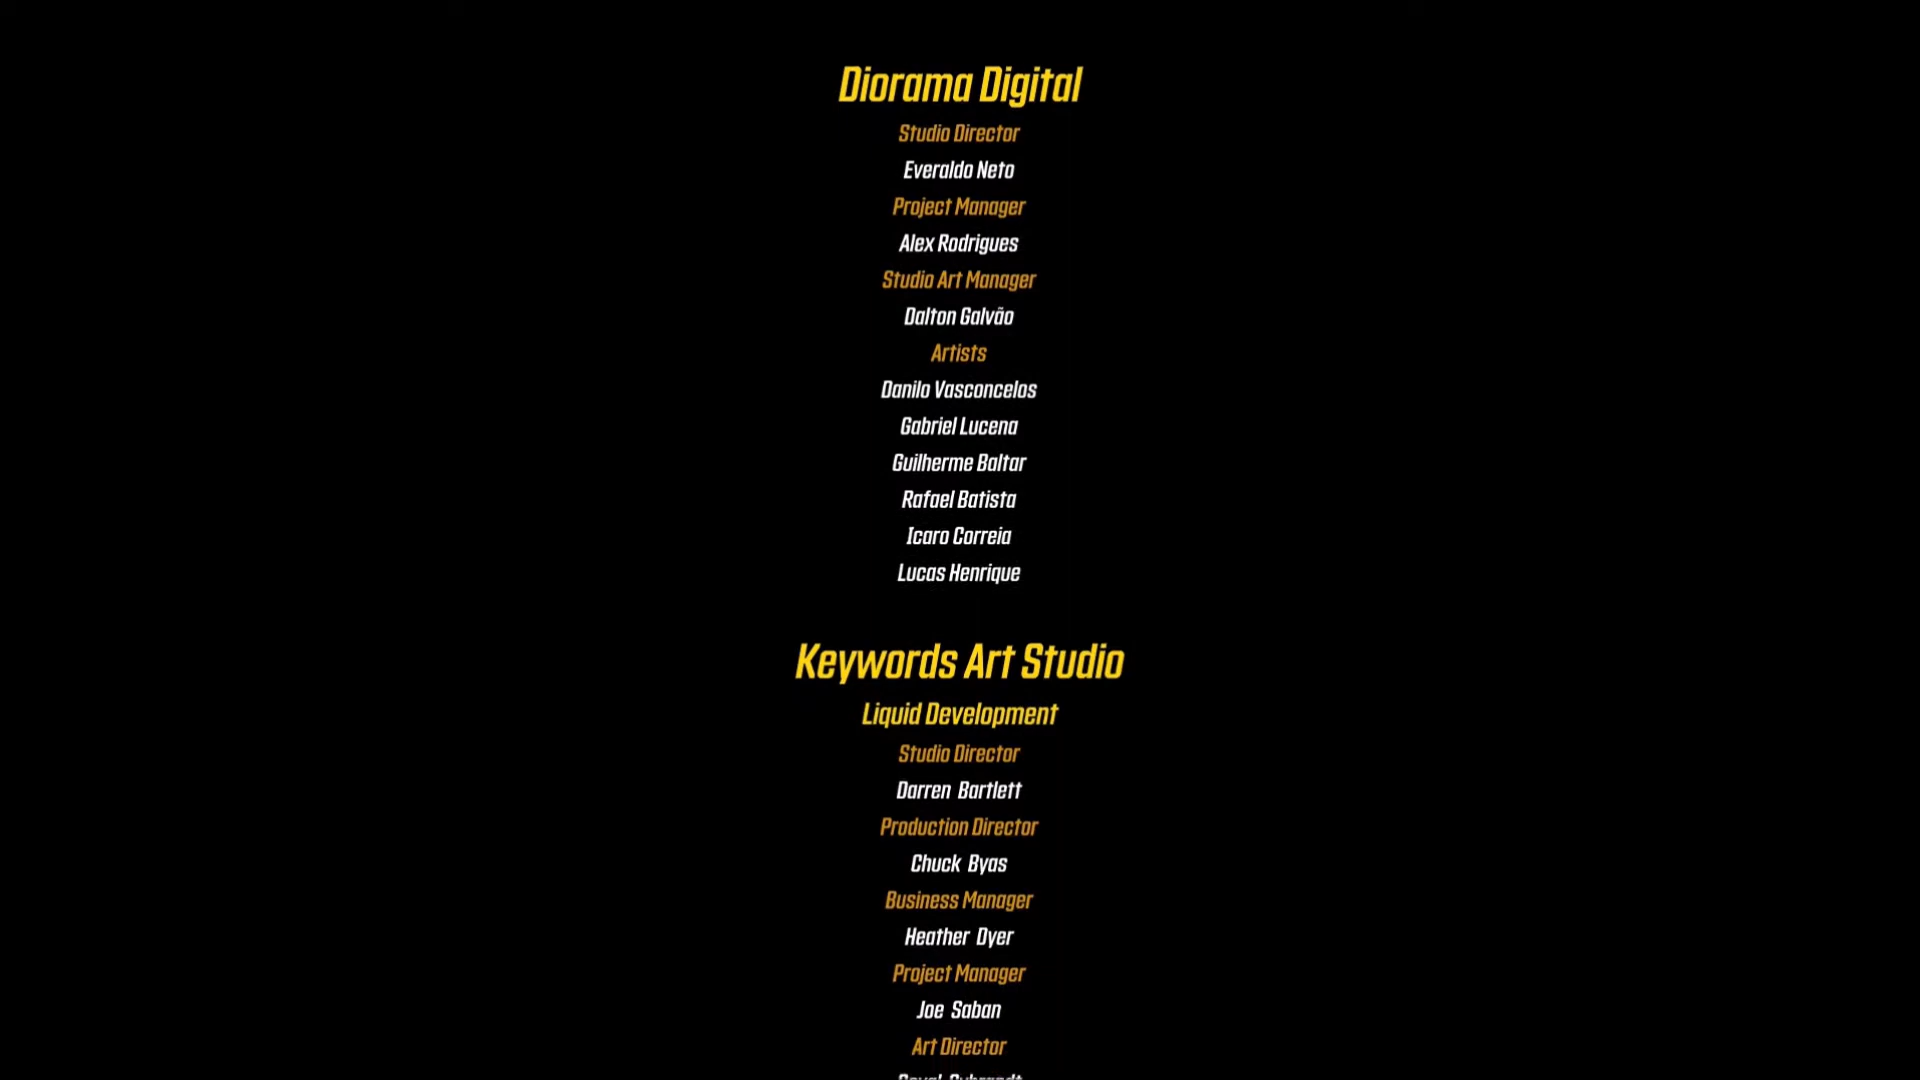 Diorama Digital
Studio Director
Everaldo Neto
Project Manager
Alex Rodrigues
Studio Art Manager
Dalton Galvão
Artists
Danilo Vasconcelos
Gabriel Lucena
Guilherme Baltar
Rafael Batista
Icaro Correia
Lucas Henrique
Keywords Art Studio
Liquid Development
Studio Director
Darren Bartlett
Production Director
Chuck Byas
Business Manager
Heather Dyer
Project Manager
Joe Saban
Art Director